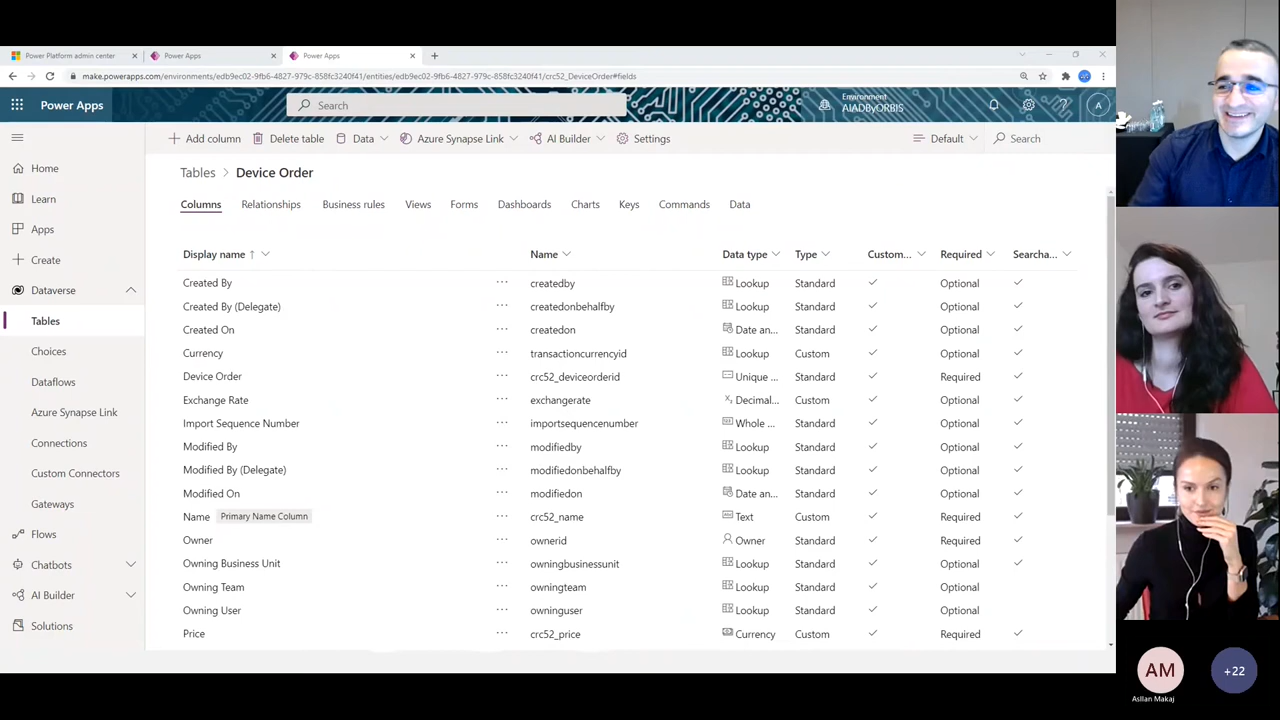 Power Platform admin center
Power Apps
Power Apps
make.powerapps.com/environments/edb9ec02-9fb6-4827-979c-858fc3240f41/entities/edb9ec02-9fb6-4827-979c-858fc3240f41/crc52_DeviceOrder#fields
Power Apps
Search
Environment
AIADByORBIS
A
Add column
Delete table
Data
Azure Synapse Link
AI Builder
Settings
Default
Search
Home
Learn
Apps
Create
Dataverse
Tables
Choices
Dataflows
Azure Synapse Link
Connections
Custom Connectors
Gateways
Flows
Chatbots
AI Builder
Solutions
Tables > Device Order
Columns Relationships Business rules Views Forms Dashboards Charts Keys Commands Data
Display name ↑ Name Data type Type Custom... Required Searcha...
Created By ... createdby Lookup Standard ✓ Optional ✓
Created By (Delegate) ... createdonbehalfby Lookup Standard ✓ Optional ✓
Created On ... createdon Date an... Standard ✓ Optional ✓
Currency ... transactioncurrencyid Lookup Custom ✓ Optional ✓
Device Order ... crc52_deviceorderid Unique ... Standard ✓ Required ✓
Exchange Rate ... exchangerate Decimal... Custom ✓ Optional ✓
Import Sequence Number ... importsequencenumber Whole ... Standard ✓ Optional ✓
Modified By ... modifiedby Lookup Standard ✓ Optional ✓
Modified By (Delegate) ... modifiedonbehalfby Lookup Standard ✓ Optional ✓
Modified On ... modifiedon Date an... Standard ✓ Optional ✓
Name Primary Name Column ... crc52_name Text Custom ✓ Required ✓
Owner ... ownerid Owner Standard ✓ Required ✓
Owning Business Unit ... owningbusinessunit Lookup Standard ✓ Optional ✓
Owning Team ... owningteam Lookup Standard ✓ Optional
Owning User ... owninguser Lookup Standard ✓ Optional
Price ... crc52_price Currency Custom ✓ Required ✓
AM
+22
Asllan Makaj